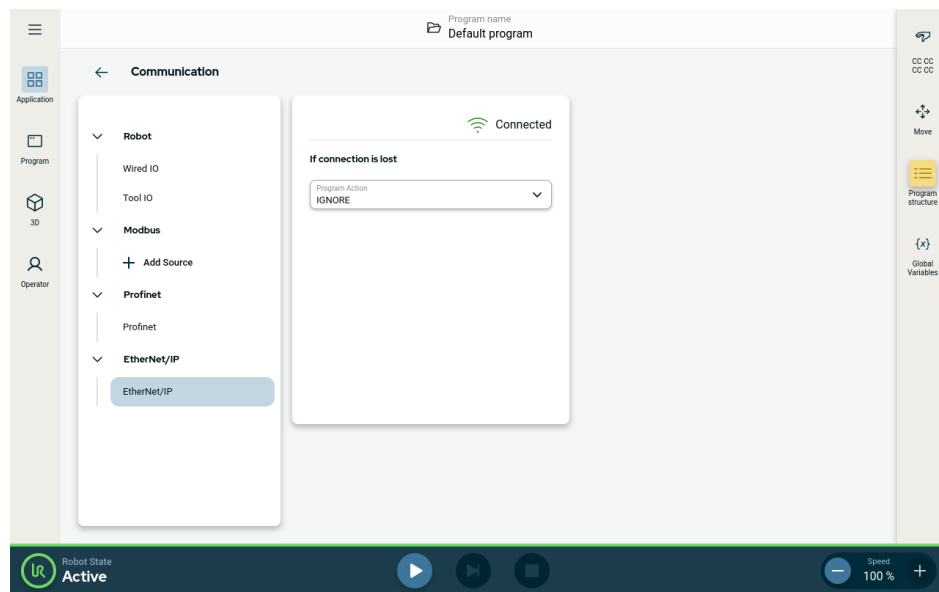 Program name
Default program
Communication
Application
Program
3D
Operator
Robot
Wired IO
Tool IO
Modbus
Add Source
Profinet
Profinet
EtherNet/IP
EtherNet/IP
Connected
If connection is lost
Program Action
IGNORE
CC CC
CC CC
Move
Program
structure
{x}
Global
Variables
UR
Robot State
Active
Speed
100 %